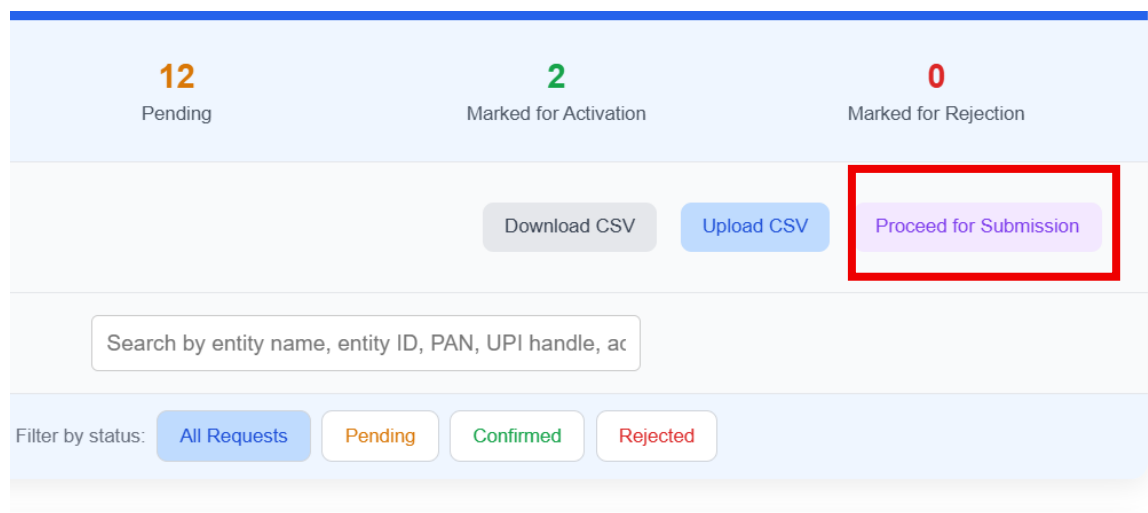 12
Pending
2
Marked for Activation
0
Marked for Rejection
Download CSV
Upload CSV
Proceed for Submission
Search by entity name, entity ID, PAN, UPI handle, ac
Filter by status:
All Requests
Pending
Confirmed
Rejected